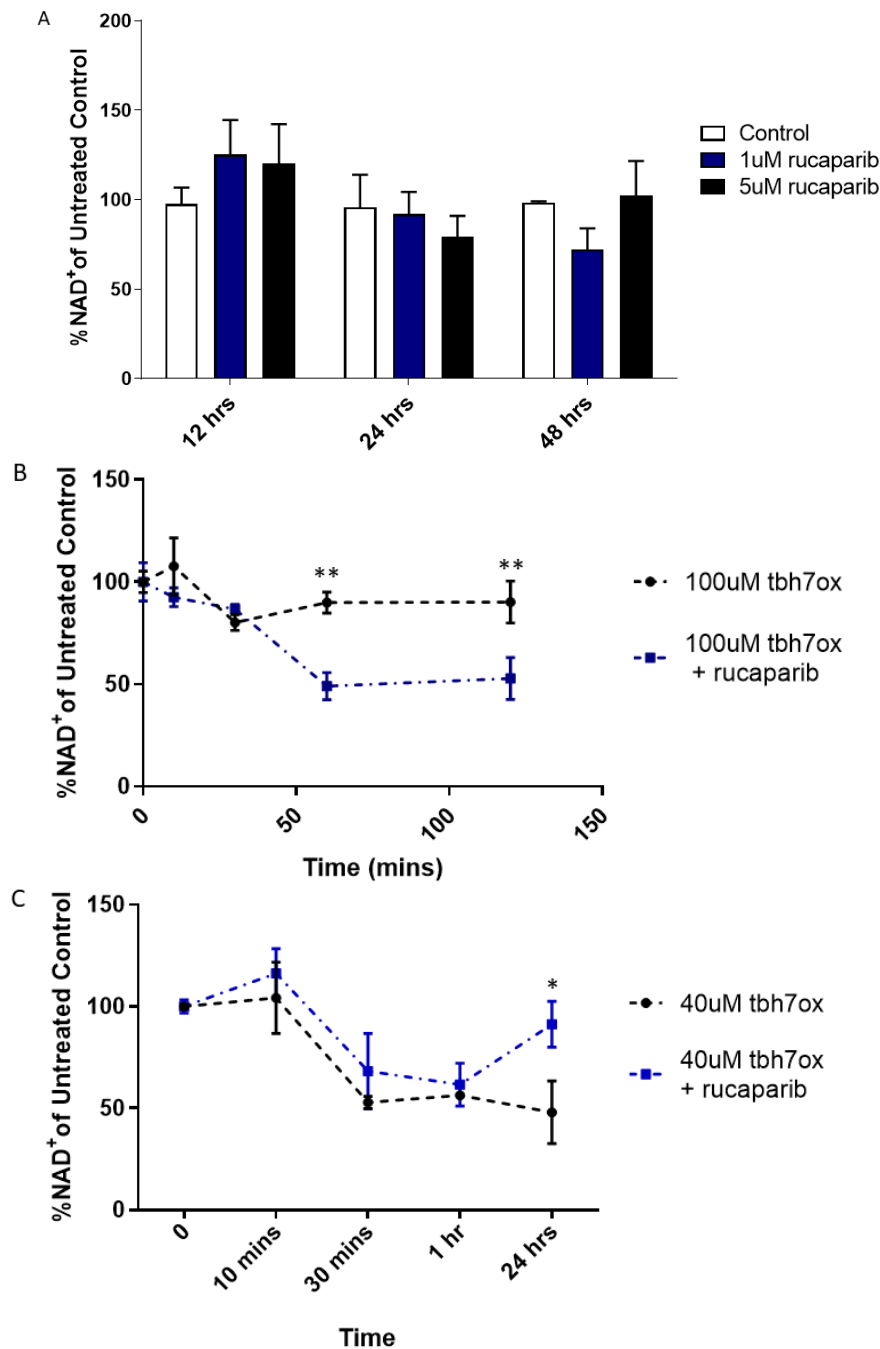 A
%NAD⁺of Untreated Control
200
150
100
50
0
12 hrs
24 hrs
48 hrs
Control
1uM rucaparib
5uM rucaparib
B
%NAD⁺of Untreated Control
150
100
50
0
**
**
0
50
100
150
Time (mins)
100uM tbh7ox
100uM tbh7ox
+ rucaparib
C
%NAD⁺of Untreated Control
150
100
50
0
*
0
10 mins
30 mins
1 hr
24 hrs
Time
40uM tbh7ox
40uM tbh7ox
+ rucaparib